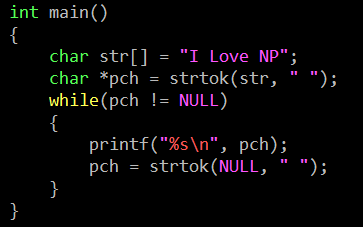 int main()
{
    char str[] = "I Love NP";
    char *pch = strtok(str, " ");
    while(pch != NULL)
    {
        printf("%s\n", pch);
        pch = strtok(NULL, " ");
    }
}